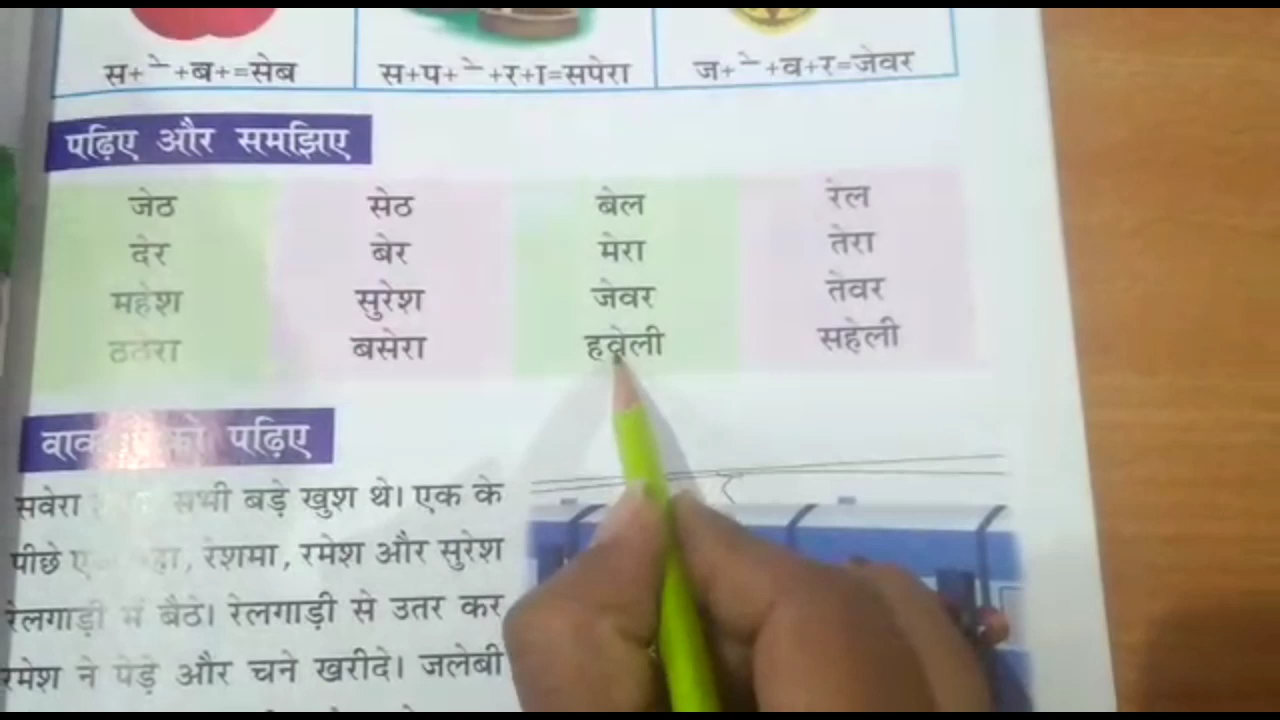 स+े+ब+=सेब स+प+े+र+ा=सपेरा ज+े+व+र=जेवर
पढ़िए और समझिए
जेठ सेठ बेल रेल
देर बेर मेरा तेरा
महेश सुरेश जेवर तेवर
ठठेरा बसेरा हवेली सहेली
को पढ़िए
सवेरा सभी बड़े खुश थे। एक के
पीछे रेशमा, रमेश और सुरेश
रेलगाड़ी में बैठे। रेलगाड़ी से उतर कर
रमेश ने पेड़े और चने खरीदे। जलेबी